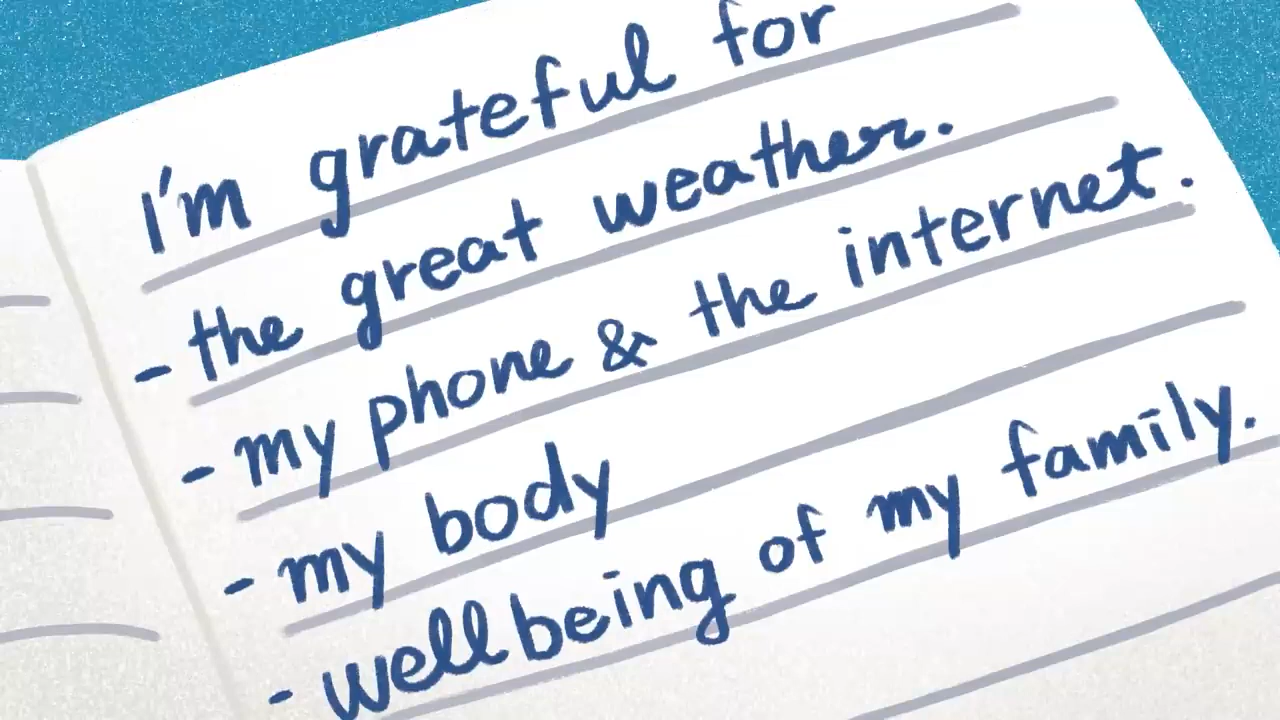 I'm grateful for
- the great weather.
- my phone & the internet.
- my body
- wellbeing of my family.